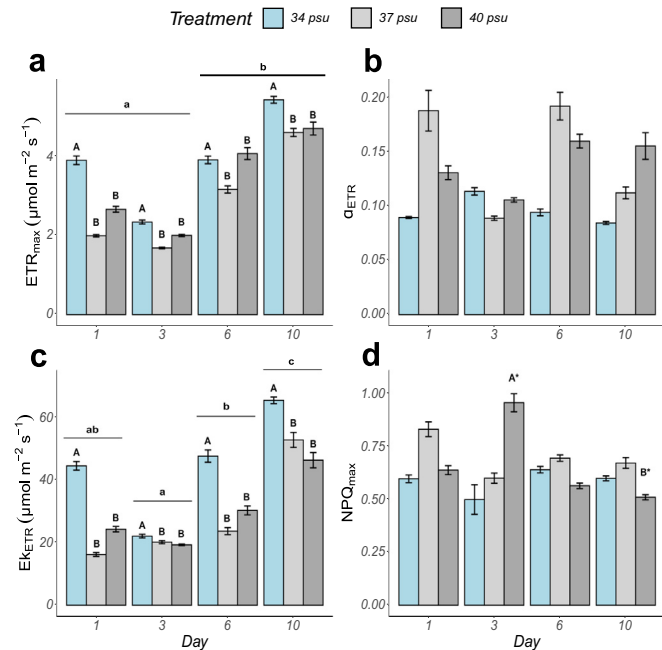 Treatment 34 psu 37 psu 40 psu
a
b
ETRmax (μmol m⁻² s⁻¹)
0
2
4
a
b
A
B
B
A
B
B
A
B
B
A
B
B
1 3 6 10
αETR
0.00
0.05
0.10
0.15
0.20
1 3 6 10
c
d
EkETR (μmol m⁻² s⁻¹)
0
20
40
60
ab
a
b
c
A
B
B
A
B
B
A
B
B
A
B
B
1 3 6 10
Day
NPQmax
0.00
0.25
0.50
0.75
1.00
A*
B*
1 3 6 10
Day